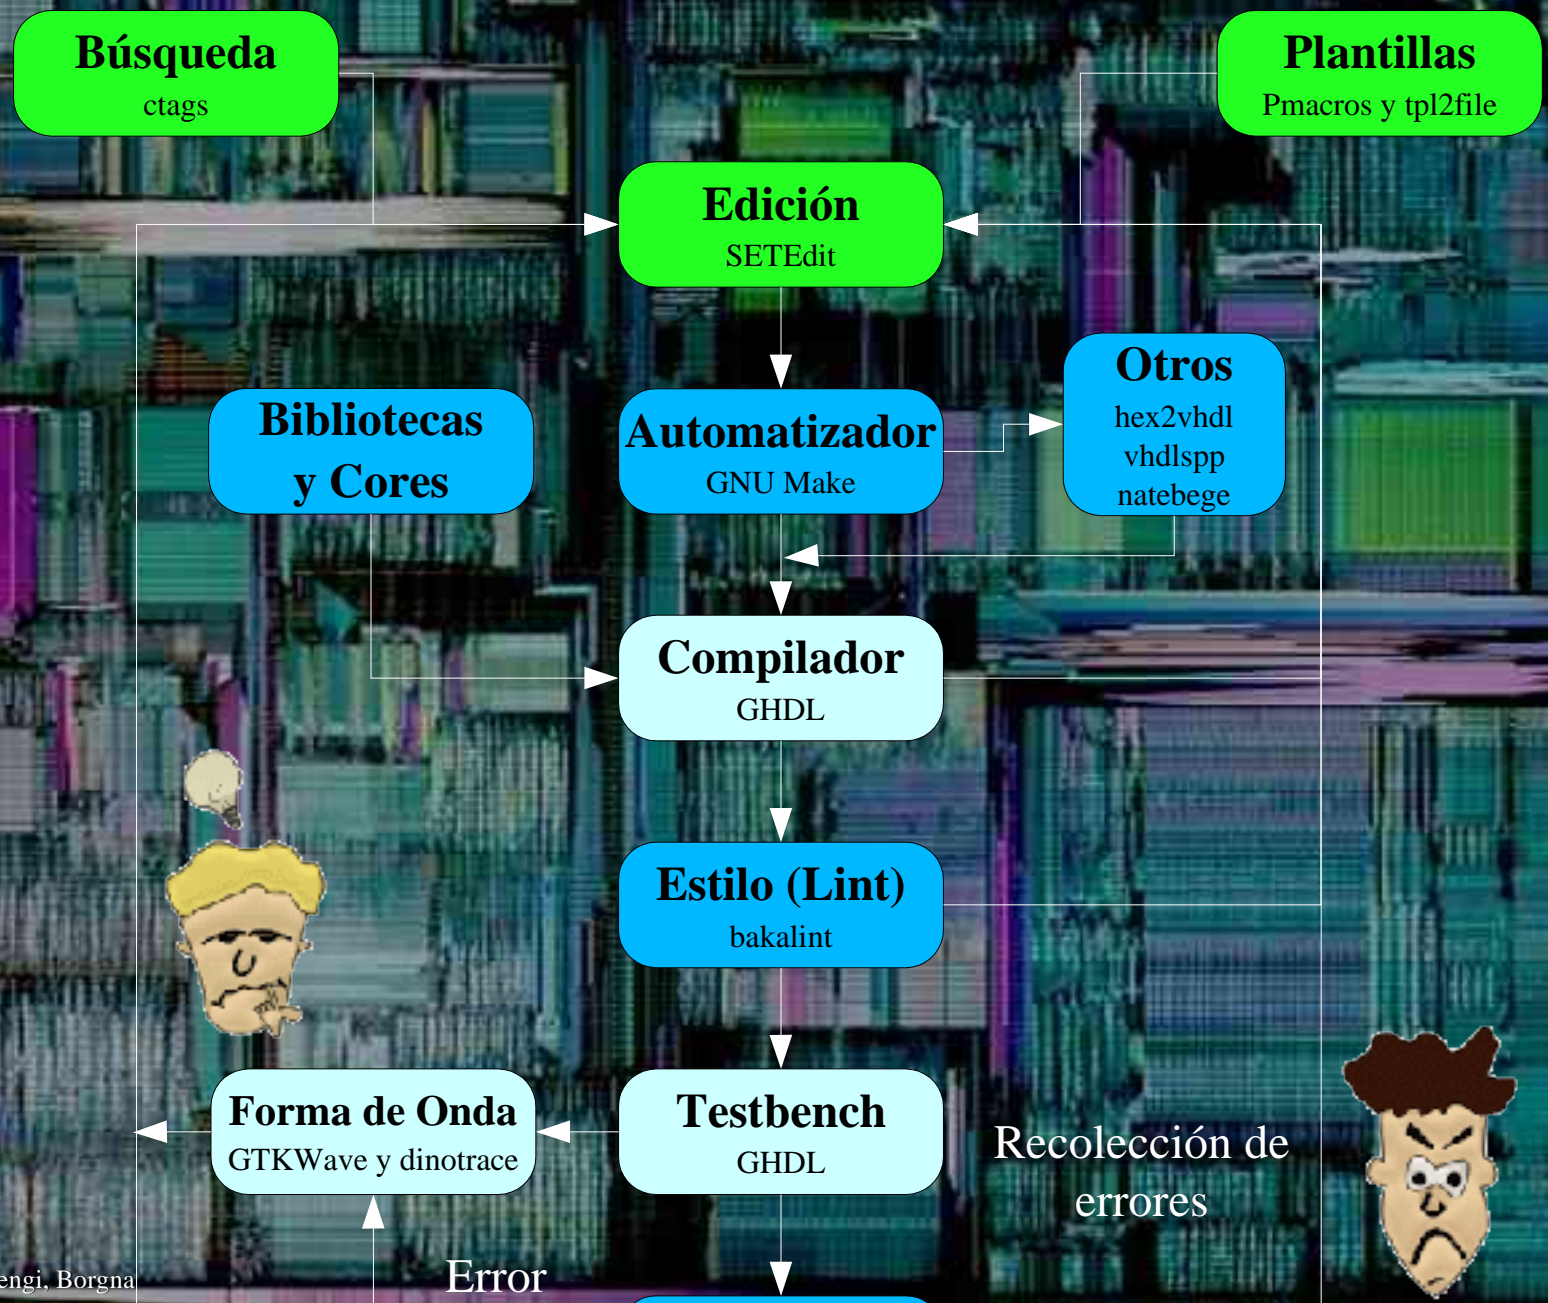 Búsqueda
ctags
Plantillas
Pmacros y tpl2file
Edición
SETEdit
Otros
hex2vhdl
vhdlspp
natebege
Bibliotecas
y Cores
Automatizador
GNU Make
Compilador
GHDL
Estilo (Lint)
bakalint
Forma de Onda
GTKWave y dinotrace
Testbench
GHDL
Recolección de
errores
Error
Borgna